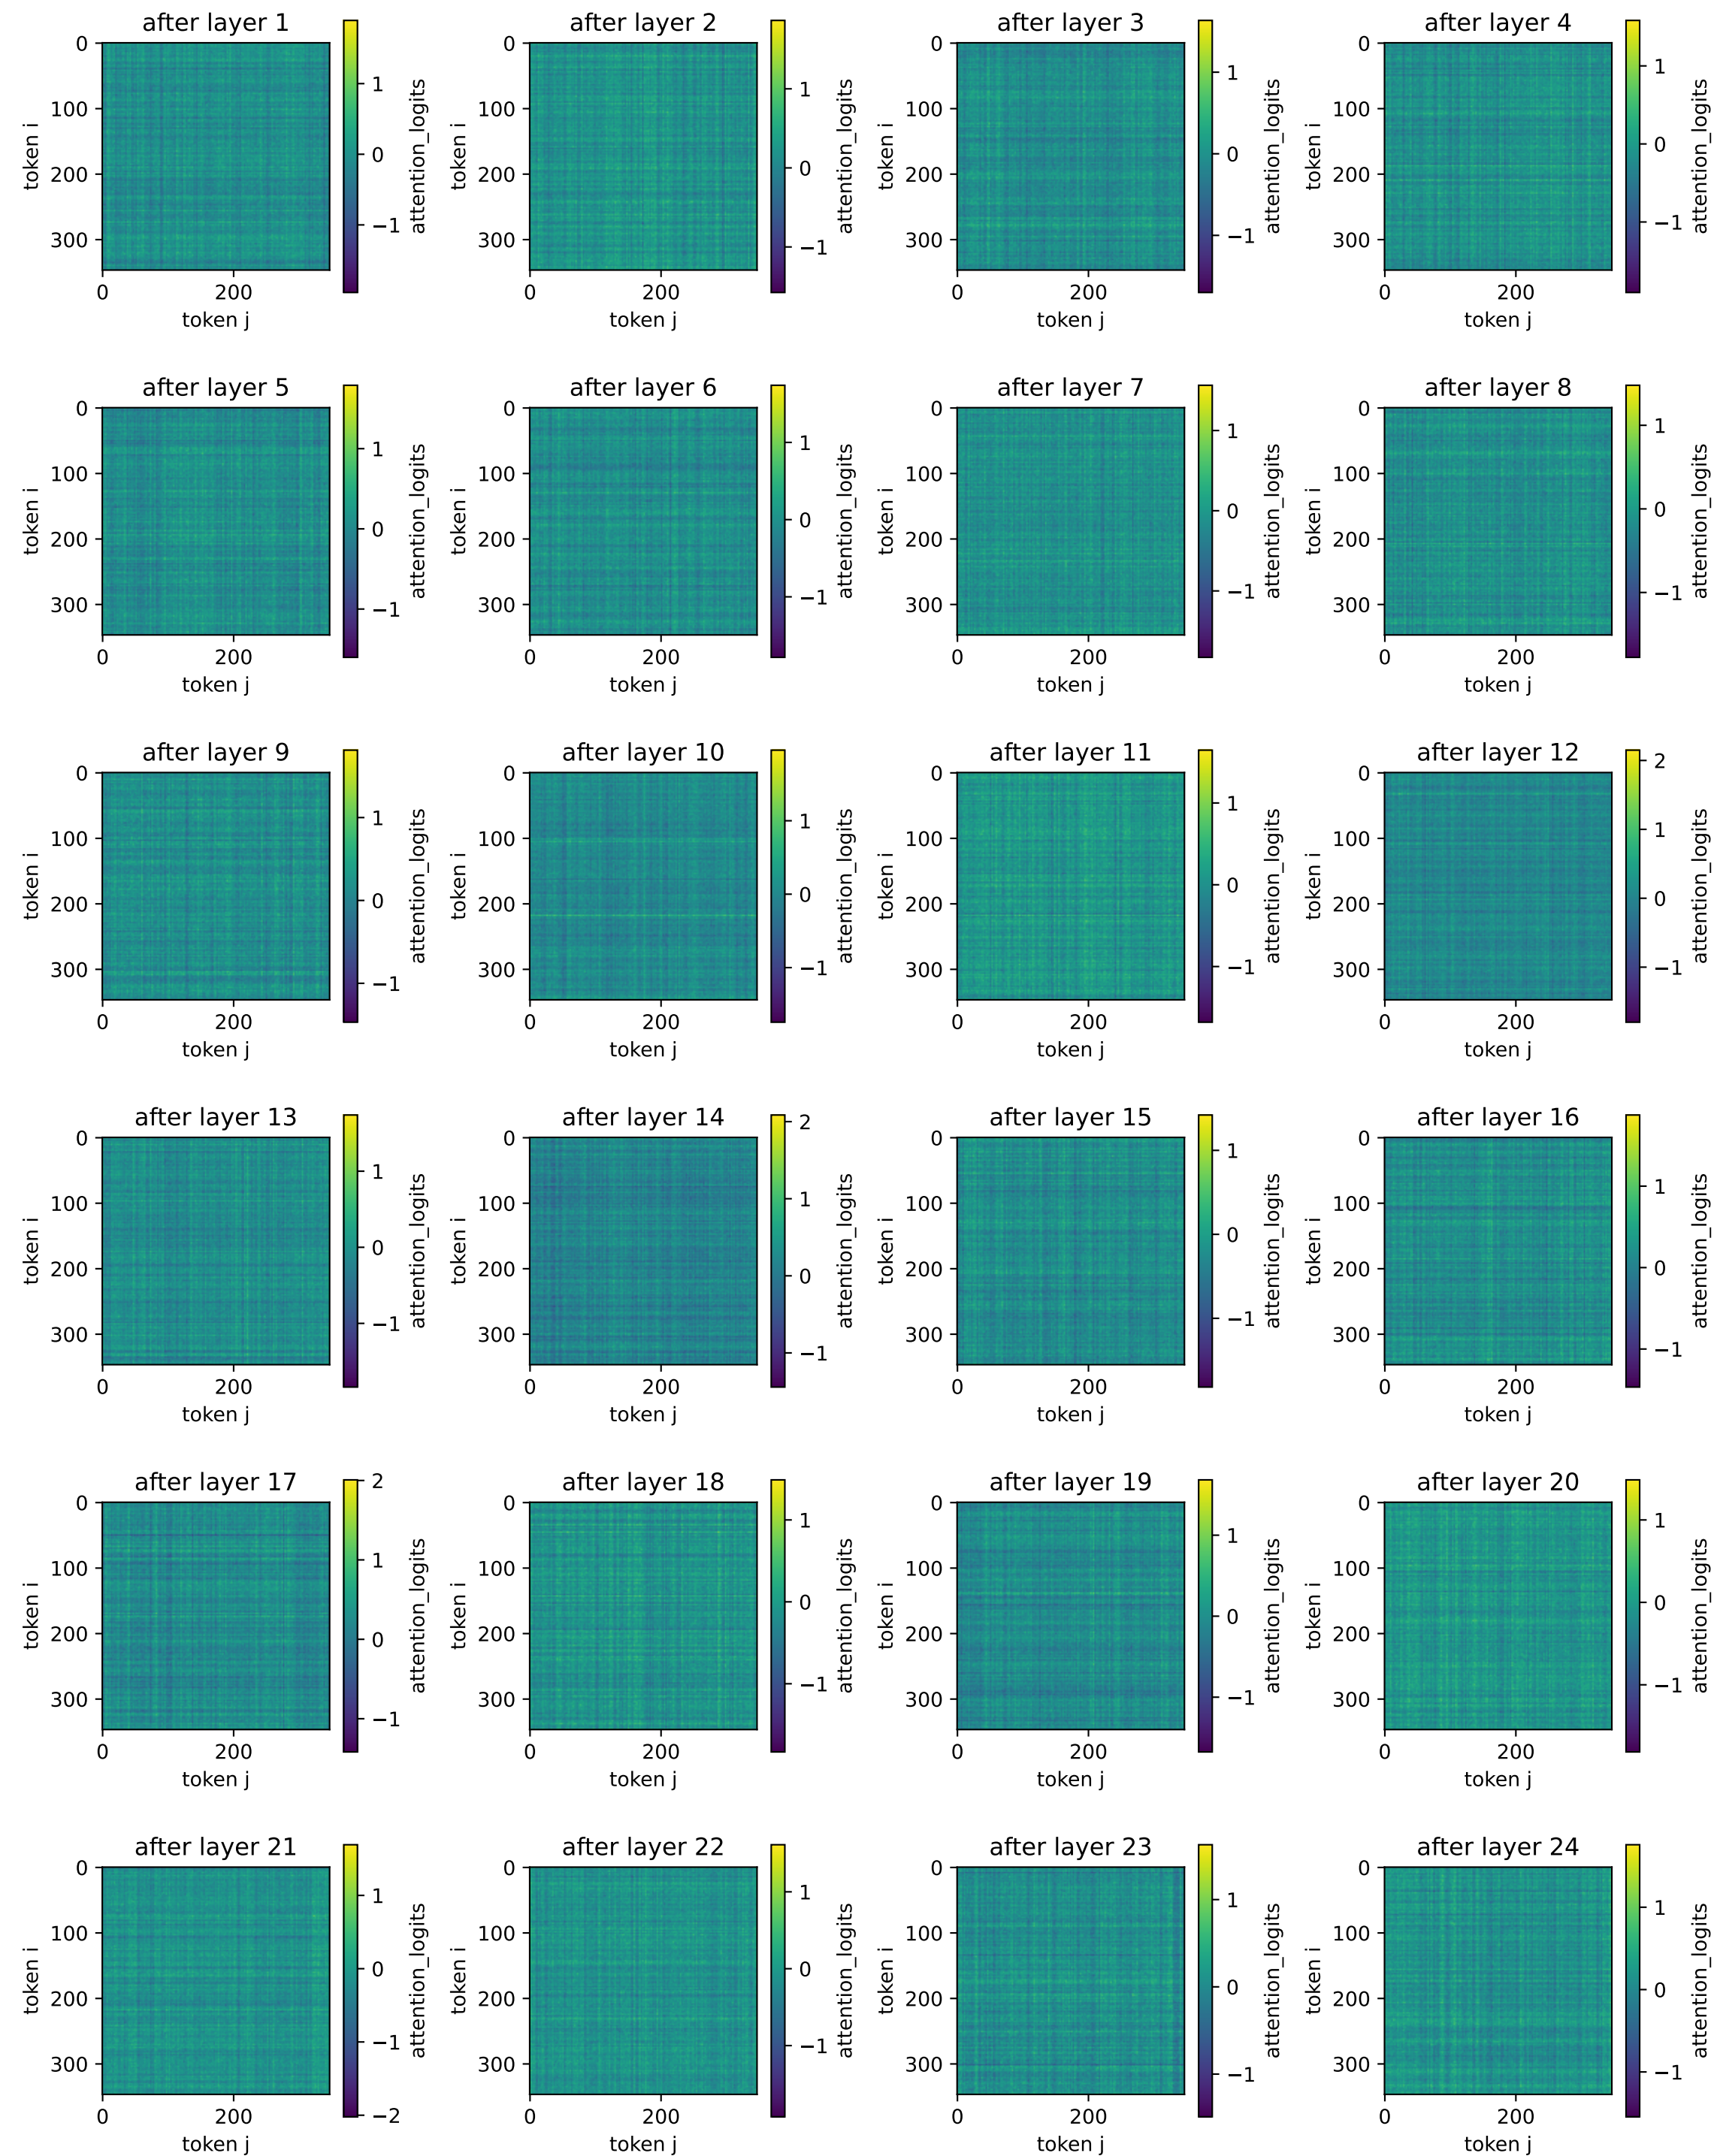 after layer 1
after layer 2
after layer 3
after layer 4
0
100
200
300
token i
0 200
token j
1
0
−1
attention_logits
0
100
200
300
token i
0 200
token j
1
0
−1
attention_logits
0
100
200
300
token i
0 200
token j
1
0
−1
attention_logits
0
100
200
300
token i
0 200
token j
1
0
−1
attention_logits
after layer 5
after layer 6
after layer 7
after layer 8
0
100
200
300
token i
0 200
token j
1
0
−1
attention_logits
0
100
200
300
token i
0 200
token j
1
0
−1
attention_logits
0
100
200
300
token i
0 200
token j
1
0
−1
attention_logits
0
100
200
300
token i
0 200
token j
1
0
−1
attention_logits
after layer 9
after layer 10
after layer 11
after layer 12
0
100
200
300
token i
0 200
token j
1
0
−1
attention_logits
0
100
200
300
token i
0 200
token j
1
0
−1
attention_logits
0
100
200
300
token i
0 200
token j
1
0
−1
attention_logits
0
100
200
300
token i
0 200
token j
2
1
0
−1
attention_logits
after layer 13
after layer 14
after layer 15
after layer 16
0
100
200
300
token i
0 200
token j
1
0
−1
attention_logits
0
100
200
300
token i
0 200
token j
2
1
0
−1
attention_logits
0
100
200
300
token i
0 200
token j
1
0
−1
attention_logits
0
100
200
300
token i
0 200
token j
1
0
−1
attention_logits
after layer 17
after layer 18
after layer 19
after layer 20
0
100
200
300
token i
0 200
token j
2
1
0
−1
attention_logits
0
100
200
300
token i
0 200
token j
1
0
−1
attention_logits
0
100
200
300
token i
0 200
token j
1
0
−1
attention_logits
0
100
200
300
token i
0 200
token j
1
0
−1
attention_logits
after layer 21
after layer 22
after layer 23
after layer 24
0
100
200
300
token i
0 200
token j
1
0
−1
−2
attention_logits
0
100
200
300
token i
0 200
token j
1
0
−1
attention_logits
0
100
200
300
token i
0 200
token j
1
0
−1
attention_logits
0
100
200
300
token i
0 200
token j
1
0
−1
attention_logits